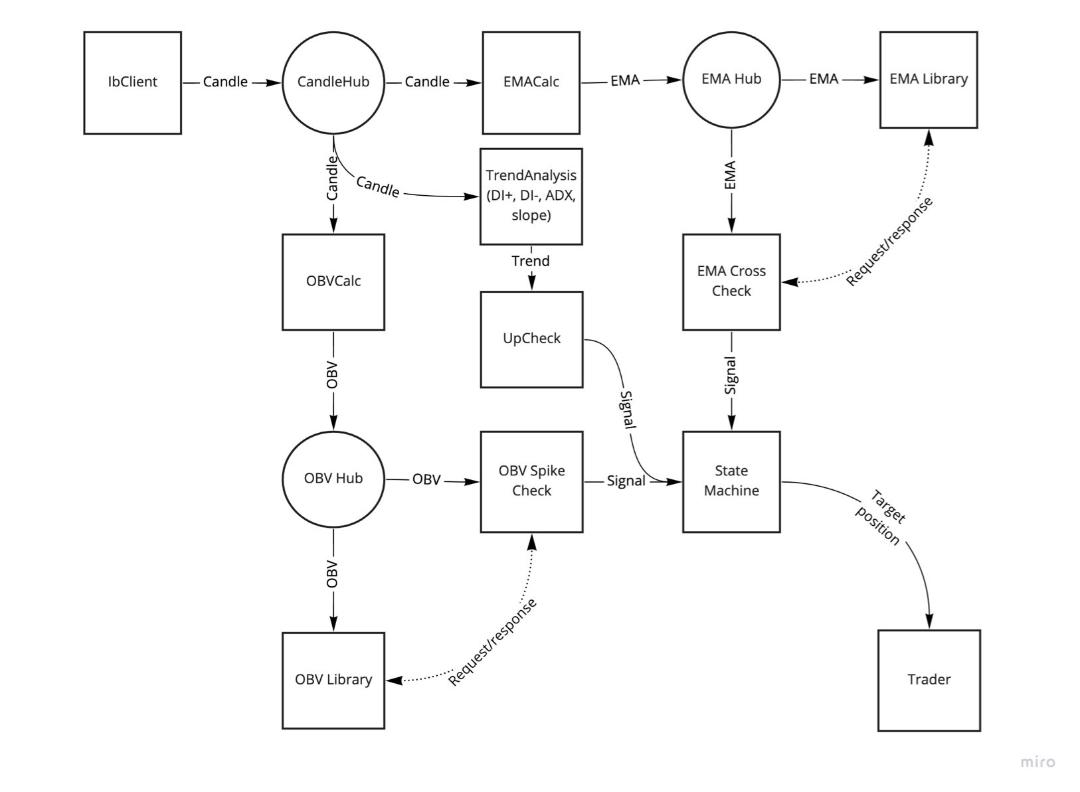 IbClient
Candle
CandleHub
Candle
EMACalc
EMA
EMA Hub
EMA
EMA Library
Candle
Candle
TrendAnalysis
(DI+, DI-, ADX,
slope)
EMA
Request/response
Trend
OBVCalc
EMA Cross
Check
UpCheck
OBV
Signal
Signal
OBV Hub
OBV
OBV Spike
Check
Signal
State
Machine
Target
position
OBV
Request/response
OBV Library
Trader
miro